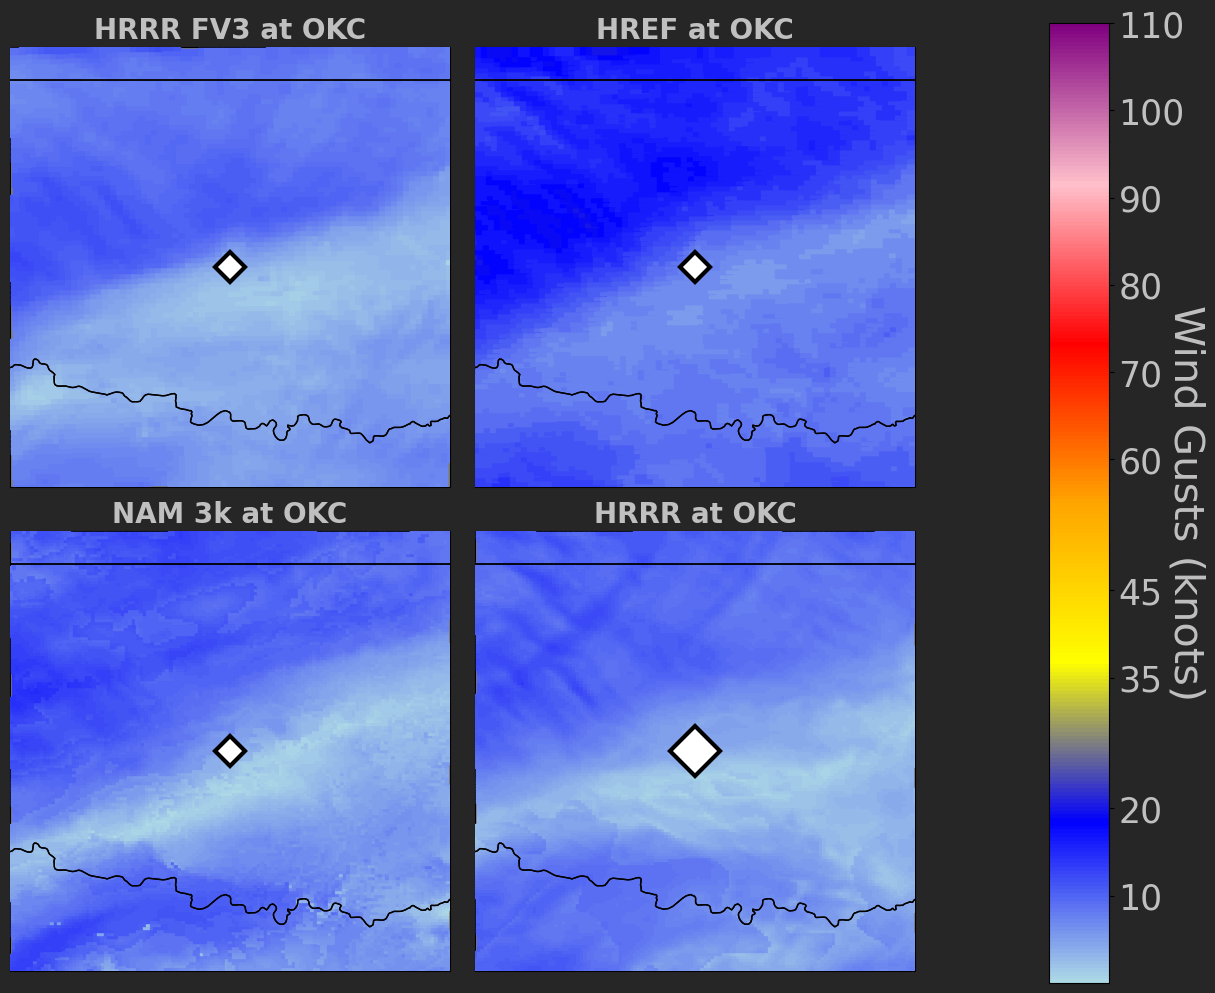 HRRR FV3 at OKC
HREF at OKC
NAM 3k at OKC
HRRR at OKC
110
100
90
80
70
60
45
35
20
10
Wind Gusts (knots)